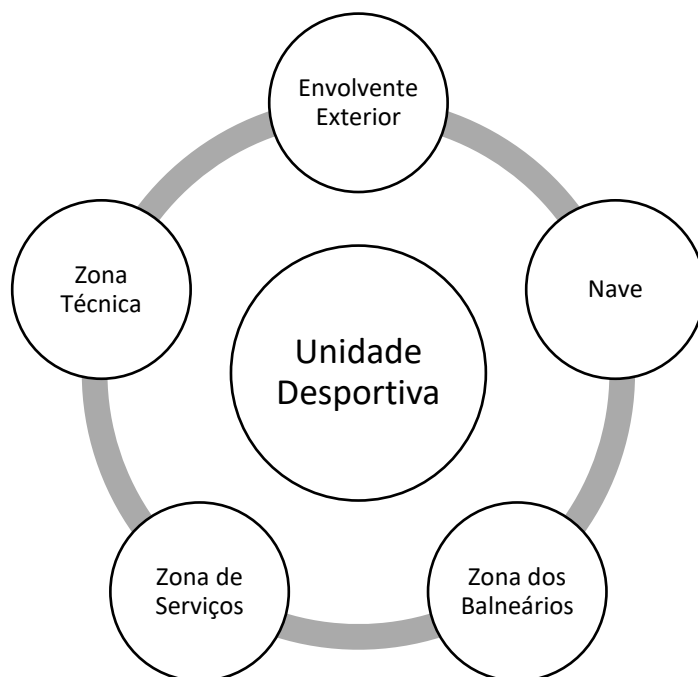 Envolvente
Exterior
Zona
Técnica
Nave
Unidade
Desportiva
Zona de
Serviços
Zona dos
Balneários